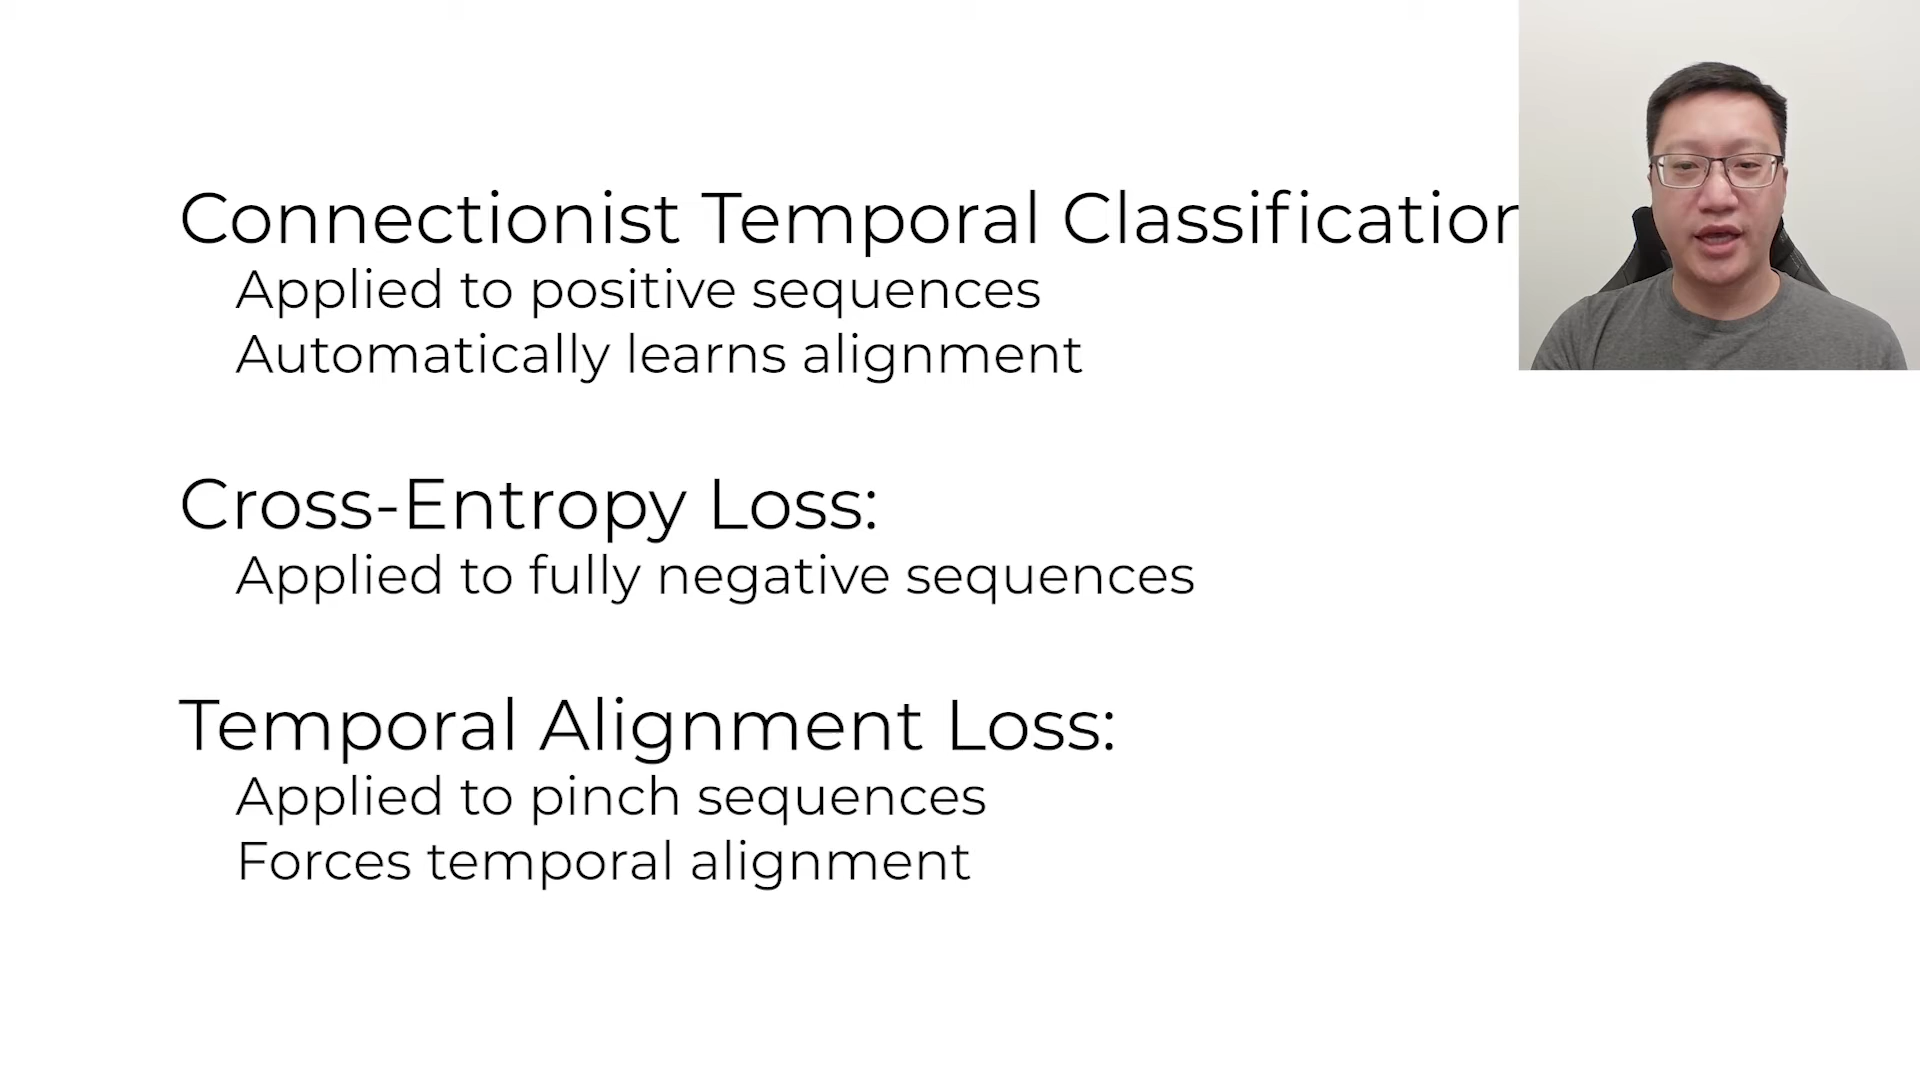 Connectionist Temporal Classification
Applied to positive sequences
Automatically learns alignment
Cross-Entropy Loss:
Applied to fully negative sequences
Temporal Alignment Loss:
Applied to pinch sequences
Forces temporal alignment